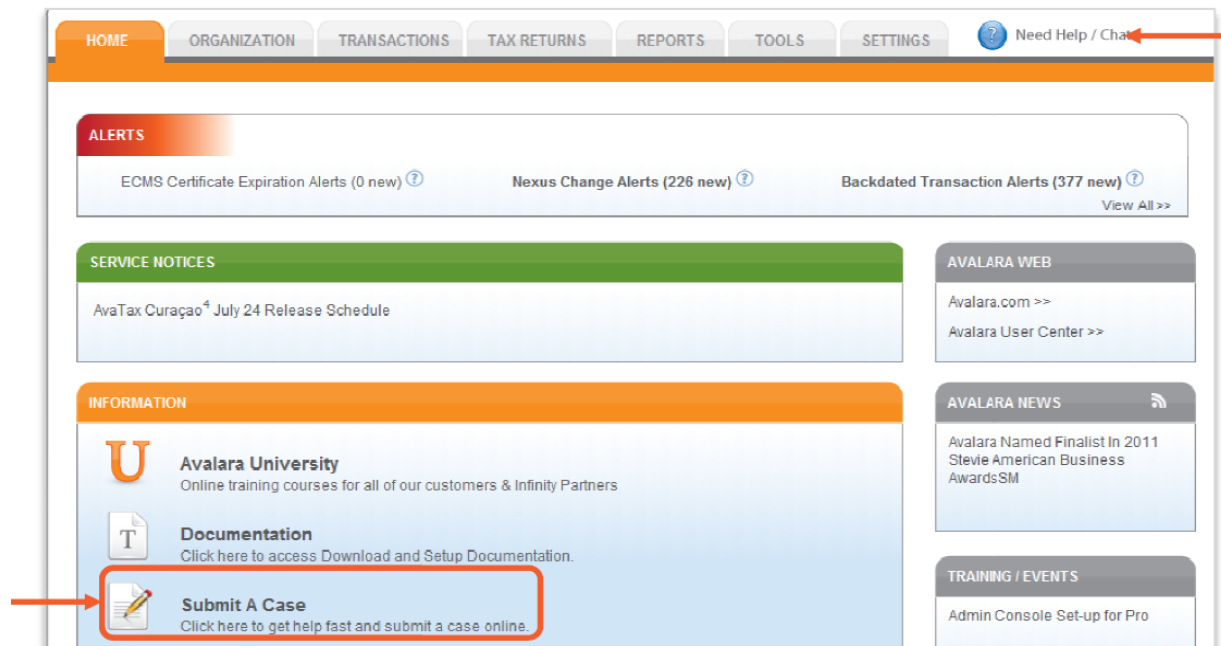 HOME ORGANIZATION TRANSACTIONS TAX RETURNS REPORTS TOOLS SETTINGS ? Need Help / Chat
ALERTS
ECMS Certificate Expiration Alerts (0 new) ? Nexus Change Alerts (226 new) ? Backdated Transaction Alerts (377 new) ?
View All >>
SERVICE NOTICES
AvaTax Curaçao⁴ July 24 Release Schedule
AVALARA WEB
Avalara.com >>
Avalara User Center >>
INFORMATION
U Avalara University
Online training courses for all of our customers & Infinity Partners
T Documentation
Click here to access Download and Setup Documentation.
Submit A Case
Click here to get help fast and submit a case online.
AVALARA NEWS
Avalara Named Finalist In 2011
Stevie American Business
AwardsSM
TRAINING / EVENTS
Admin Console Set-up for Pro